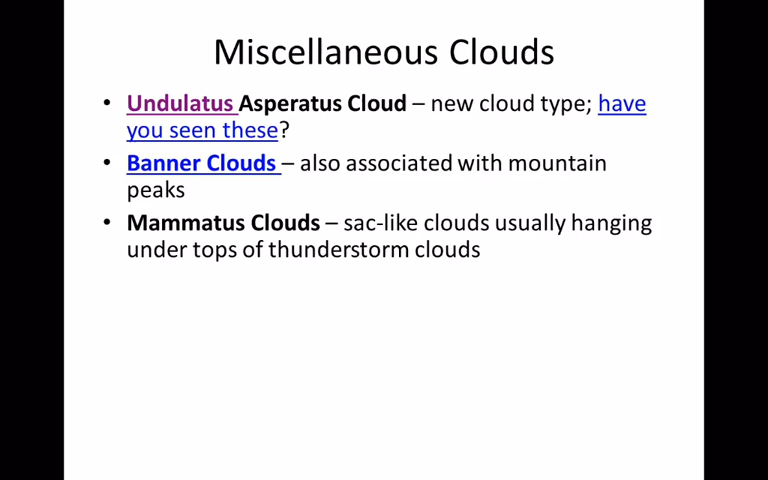 Miscellaneous Clouds
• Undulatus Asperatus Cloud – new cloud type; have
you seen these?
• Banner Clouds – also associated with mountain
peaks
• Mammatus Clouds – sac-like clouds usually hanging
under tops of thunderstorm clouds